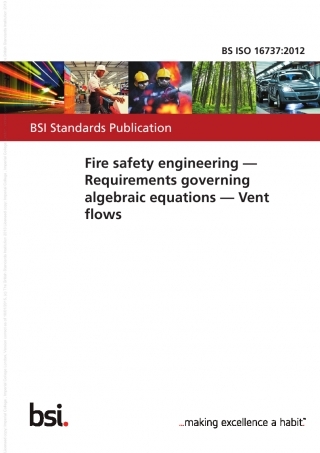 BS ISO 16737:2012
BSI Standards Publication
Fire safety engineering —
Requirements governing
algebraic equations — Vent
flows
bsi.
...making excellence a habit.™